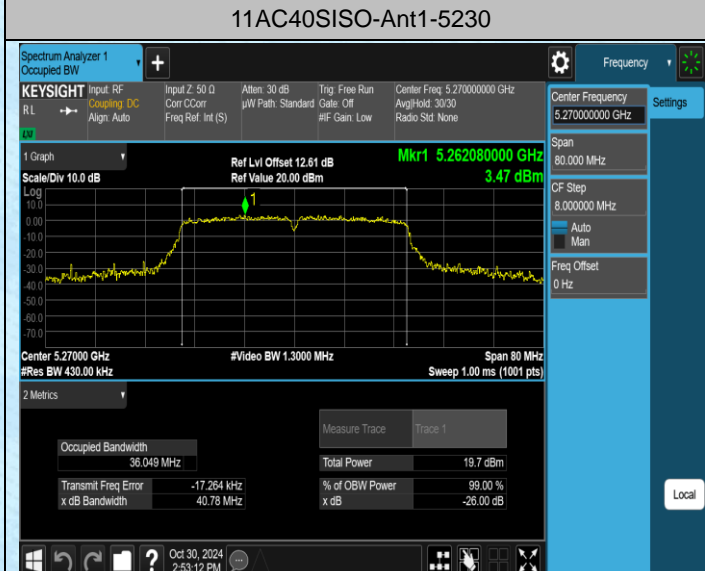 11AC40SISO-Ant1-5230
Spectrum Analyzer 1
Occupied BW
Frequency
KEYSIGHT
RL
Input: RF
Coupling: DC
Align: Auto
Input Z: 50 Ω
Corr CCorr
Freq Ref: Int (S)
Atten: 30 dB
µW Path: Standard
Trig: Free Run
Gate: Off
#IF Gain: Low
Center Freq: 5.270000000 GHz
Avg|Hold: 30/30
Radio Std: None
LXI
Center Frequency
5.270000000 GHz
Settings
Span
80.000 MHz
CF Step
8.000000 MHz
Auto
Man
Freq Offset
0 Hz
1 Graph
Scale/Div 10.0 dB
Ref Lvl Offset 12.61 dB
Ref Value 20.00 dBm
Mkr1 5.262080000 GHz
3.47 dBm
Log
10.0
0.00
-10.0
-20.0
-30.0
-40.0
-50.0
-60.0
-70.0
1
Center 5.27000 GHz
#Video BW 1.3000 MHz
Span 80 MHz
#Res BW 430.00 kHz
Sweep 1.00 ms (1001 pts)
2 Metrics
Measure Trace
Trace 1
Occupied Bandwidth
36.049 MHz
Total Power 19.7 dBm
Transmit Freq Error -17.264 kHz
% of OBW Power 99.00 %
x dB Bandwidth 40.78 MHz
x dB -26.00 dB
Local
?
Oct 30, 2024
2:53:12 PM